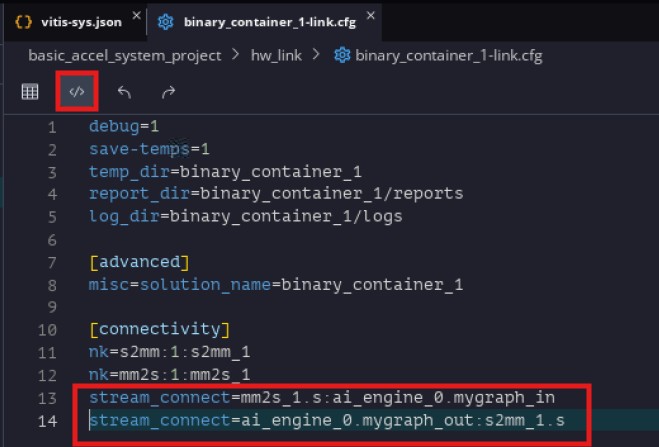 vitis-sys.json
binary_container_1-link.cfg
basic_accel_system_project > hw_link > binary_container_1-link.cfg
1 debug=1
2 save-temps=1
3 temp_dir=binary_container_1
4 report_dir=binary_container_1/reports
5 log_dir=binary_container_1/logs
6
7 [advanced]
8 misc=solution_name=binary_container_1
9
10 [connectivity]
11 nk=s2mm:1:s2mm_1
12 nk=mm2s:1:mm2s_1
13 stream_connect=mm2s_1.s:ai_engine_0.mygraph_in
14 stream_connect=ai_engine_0.mygraph_out:s2mm_1.s